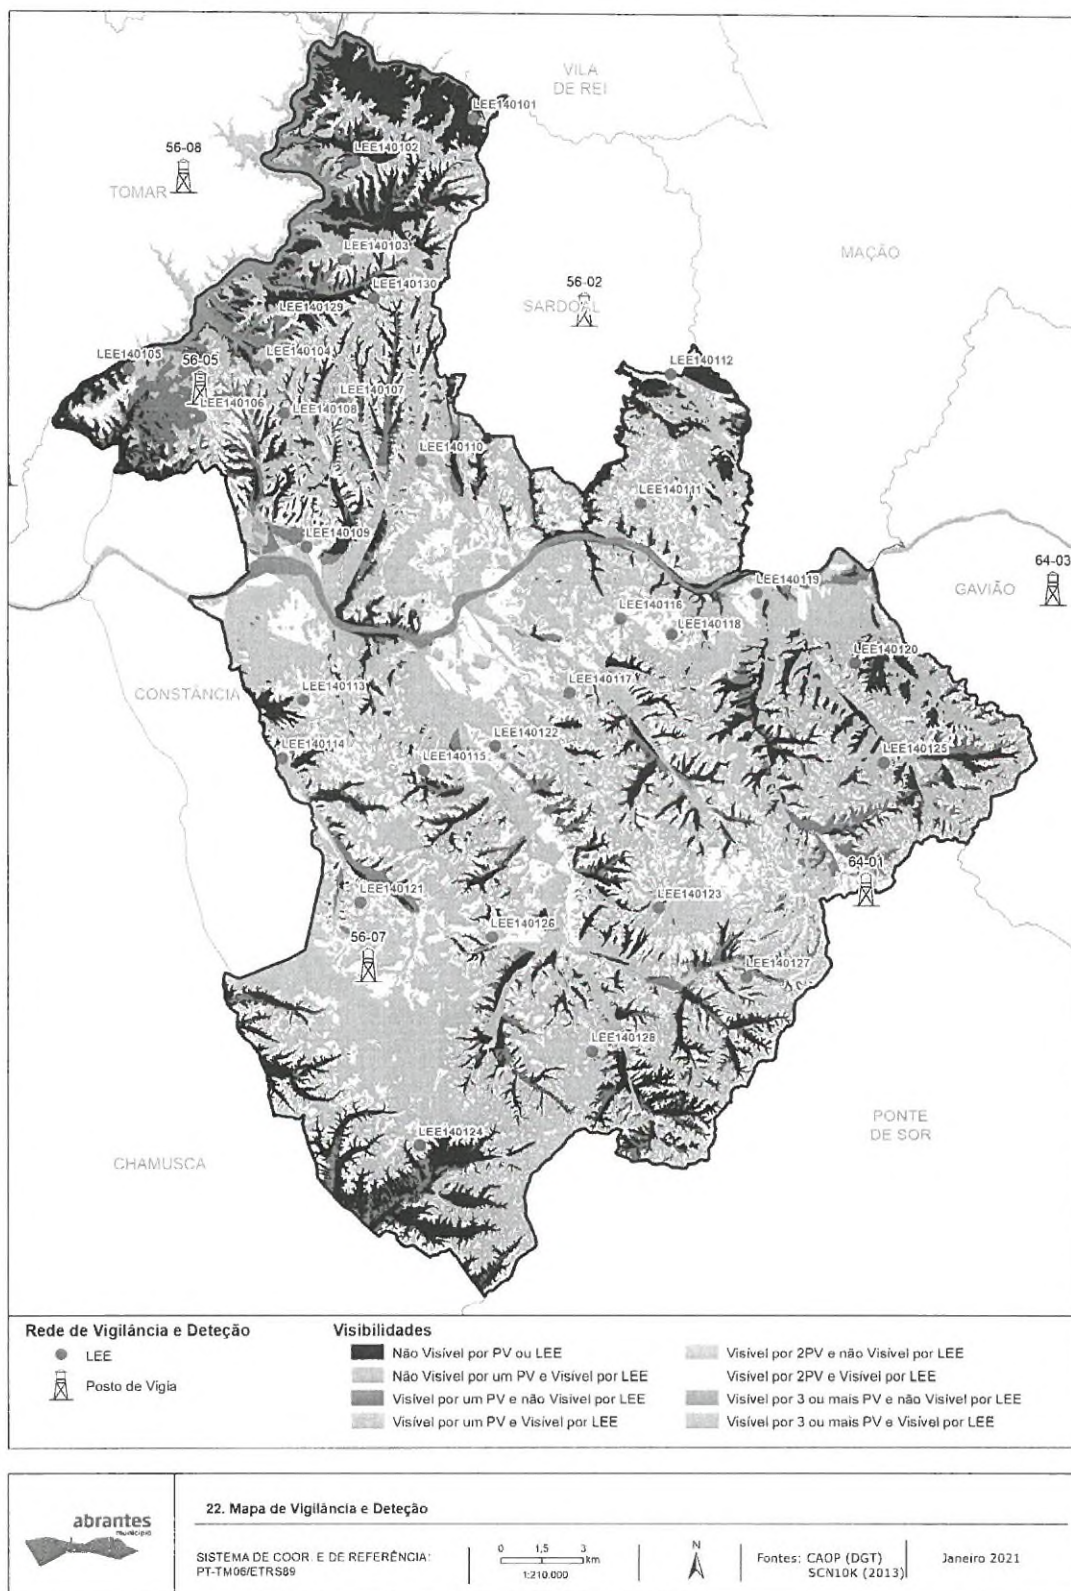 VILA
DE REI
LEE140101
56-08
LEE140102
TOMAR
LEE140103
MAÇÃO
LEE140130
56-02
SARDOAL
LEE140129
LEE140105
56-05
LEE140104
LEE140112
LEE140107
LEE140106
LEE140108
LEE140110
LEE140111
LEE140109
64-03
LEE140119
GAVIÃO
LEE140116
LEE140118
LEE140120
CONSTÂNCIA
LEE140113
LEE140117
LEE140114
LEE140122
LEE140115
LEE140125
64-01
LEE140121
LEE140123
LEE140126
56-07
LEE140127
LEE140128
PONTE
DE SOR
LEE140124
CHAMUSCA
Rede de Vigilância e Deteção
LEE
Posto de Vigia
Visibilidades
Não Visível por PV ou LEE
Não Visível por um PV e Visível por LEE
Visível por um PV e não Visível por LEE
Visível por um PV e Visível por LEE
Visível por 2PV e não Visível por LEE
Visível por 2PV e Visível por LEE
Visível por 3 ou mais PV e não Visível por LEE
Visível por 3 ou mais PV e Visível por LEE
abrantes
município
22. Mapa de Vigilância e Deteção
SISTEMA DE COOR. E DE REFERÊNCIA:
PT-TM06/ETRS89
0 1,5 3
km
1:210.000
N
Fontes: CAOP (DGT)
SCN10K (2013)
Janeiro 2021